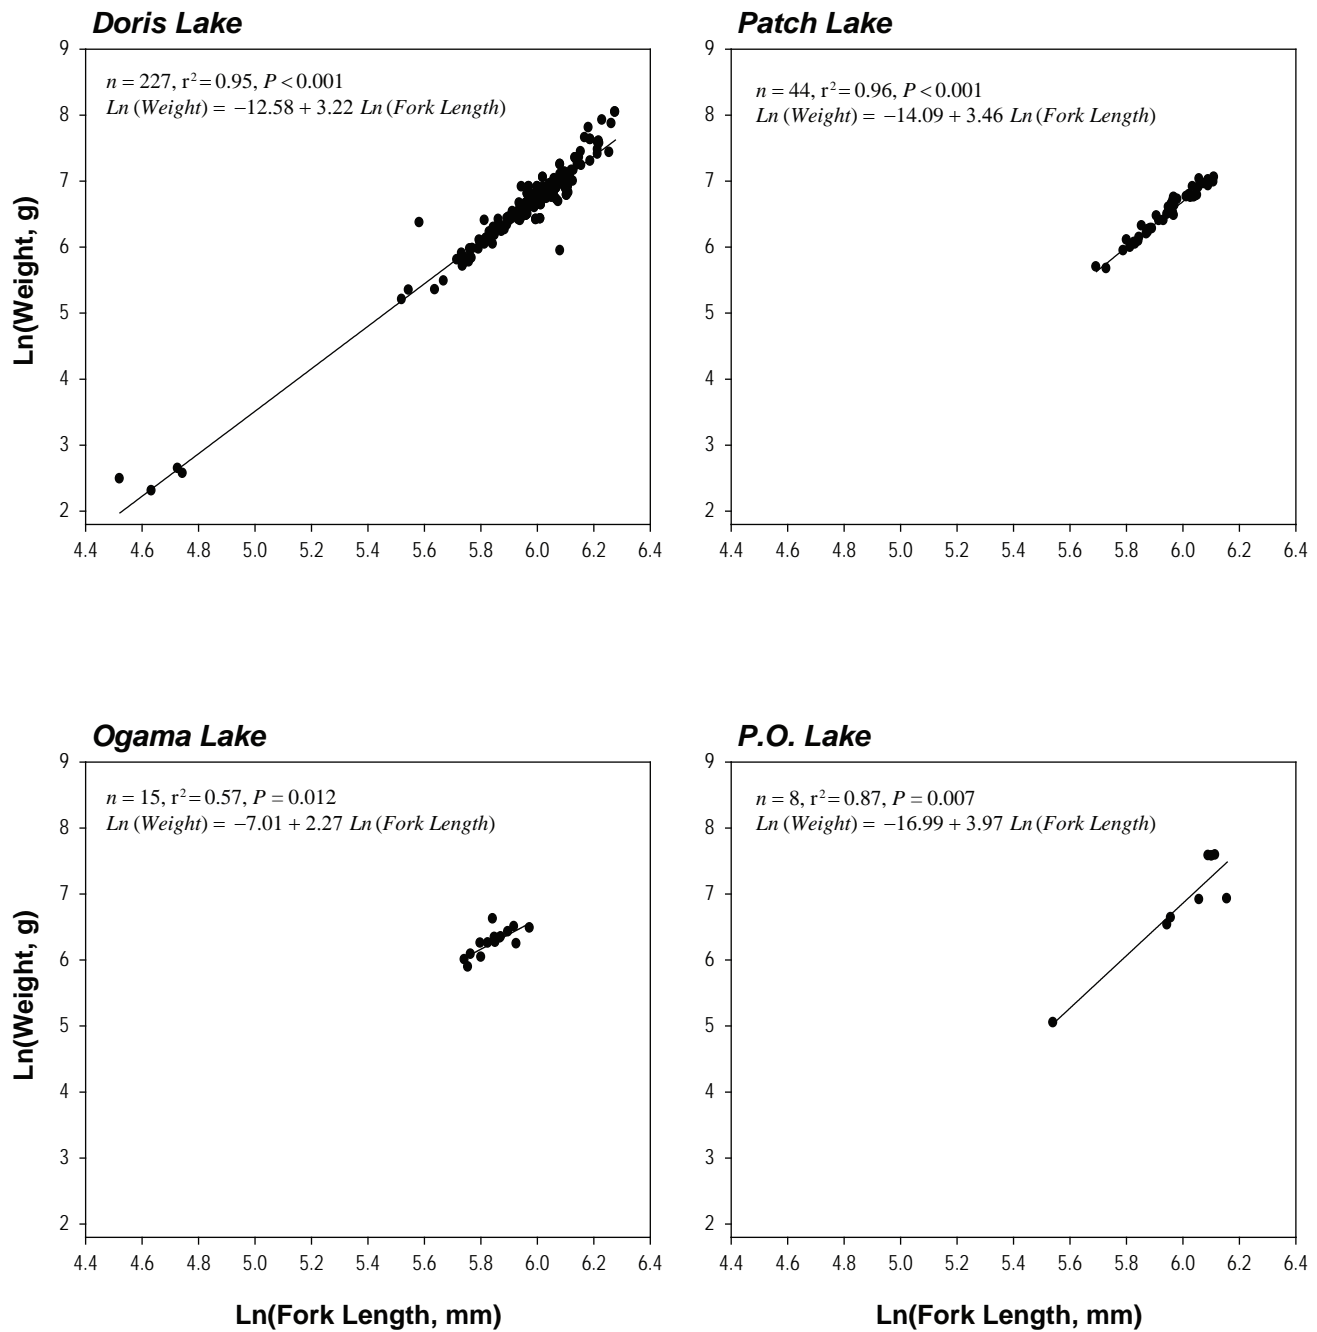 Doris Lake
n = 227, r² = 0.95, P < 0.001
Ln (Weight) = −12.58 + 3.22 Ln (Fork Length)
Ln(Weight, g)
9
8
7
6
5
4
3
2
4.4 4.6 4.8 5.0 5.2 5.4 5.6 5.8 6.0 6.2 6.4
Patch Lake
n = 44, r² = 0.96, P < 0.001
Ln (Weight) = −14.09 + 3.46 Ln (Fork Length)
9
8
7
6
5
4
3
2
4.4 4.6 4.8 5.0 5.2 5.4 5.6 5.8 6.0 6.2 6.4
Ogama Lake
n = 15, r² = 0.57, P = 0.012
Ln (Weight) = −7.01 + 2.27 Ln (Fork Length)
Ln(Weight, g)
9
8
7
6
5
4
3
2
4.4 4.6 4.8 5.0 5.2 5.4 5.6 5.8 6.0 6.2 6.4
Ln(Fork Length, mm)
P.O. Lake
n = 8, r² = 0.87, P = 0.007
Ln (Weight) = −16.99 + 3.97 Ln (Fork Length)
9
8
7
6
5
4
3
2
4.4 4.6 4.8 5.0 5.2 5.4 5.6 5.8 6.0 6.2 6.4
Ln(Fork Length, mm)